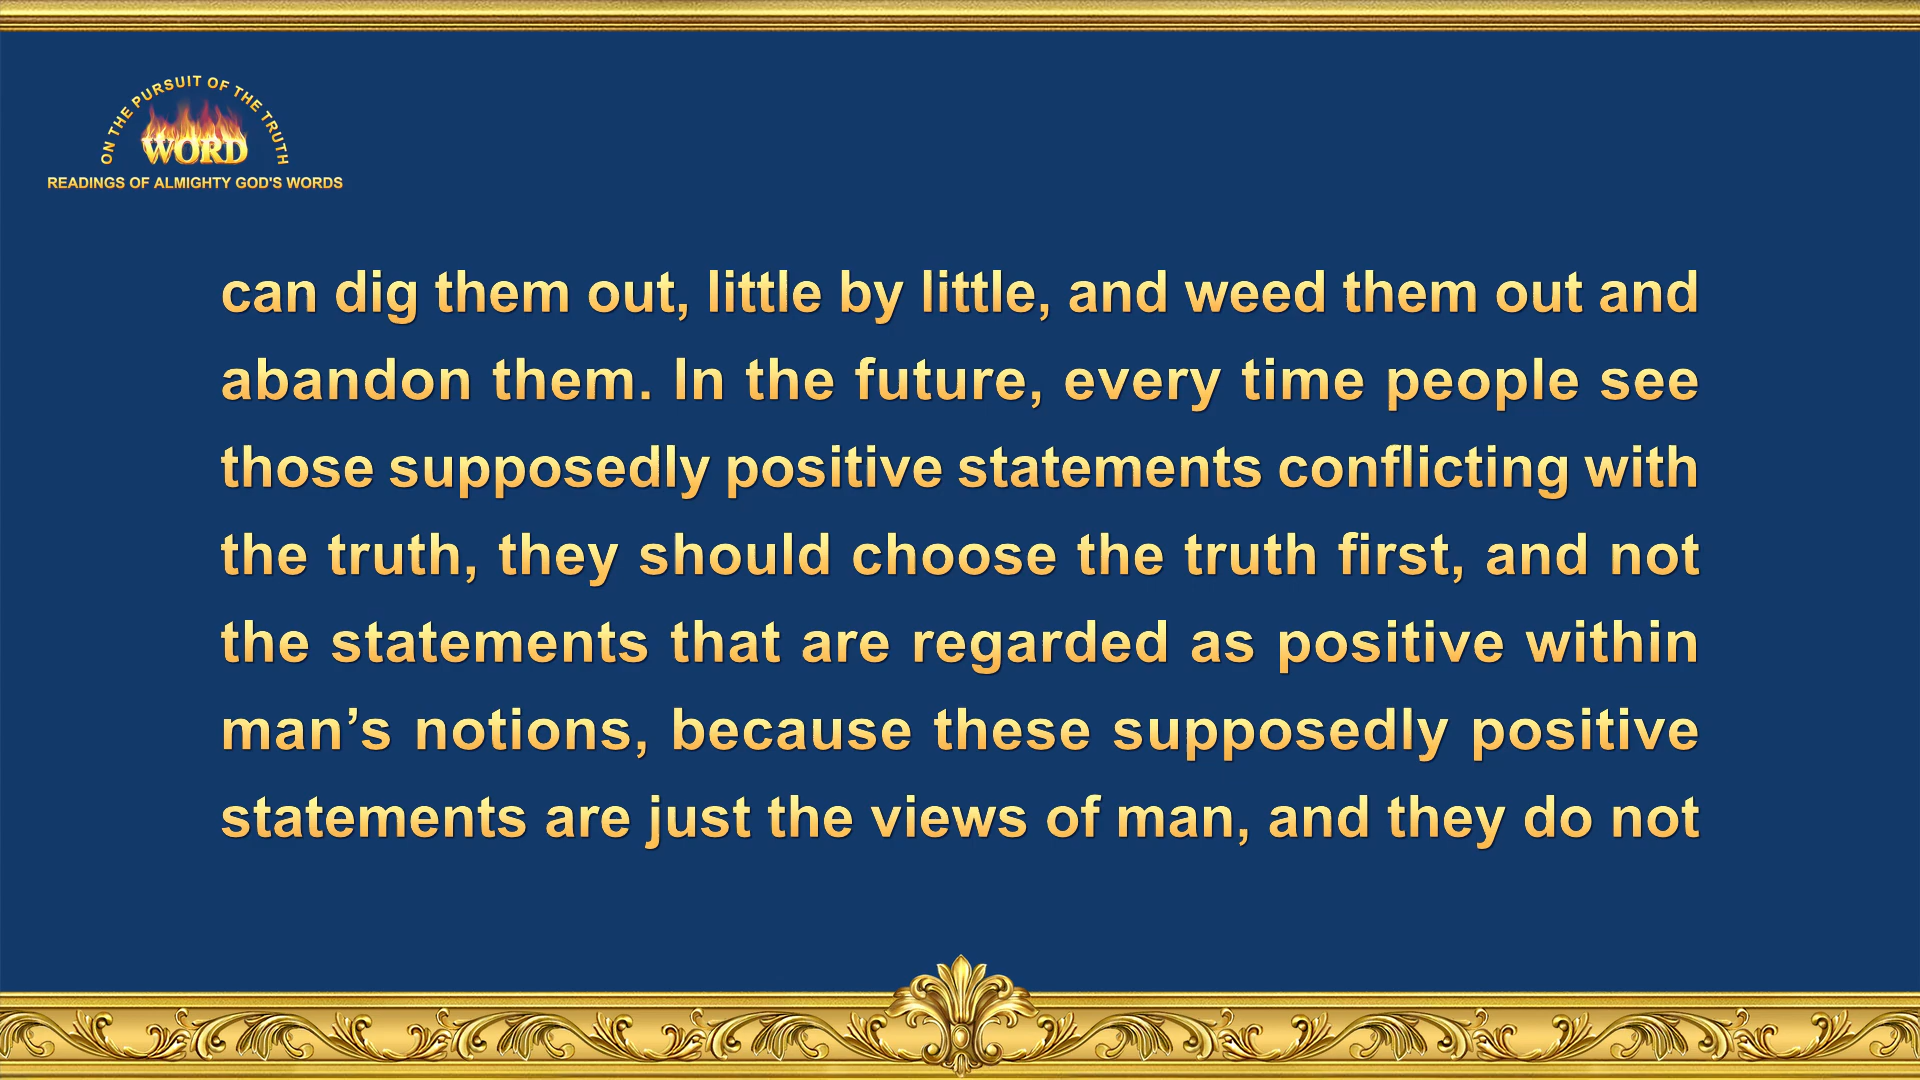 ON THE PURSUIT OF THE TRUTH
WORD
READINGS OF ALMIGHTY GOD'S WORDS
can dig them out, little by little, and weed them out and
abandon them. In the future, every time people see
those supposedly positive statements conflicting with
the truth, they should choose the truth first, and not
the statements that are regarded as positive within
man’s notions, because these supposedly positive
statements are just the views of man, and they do not